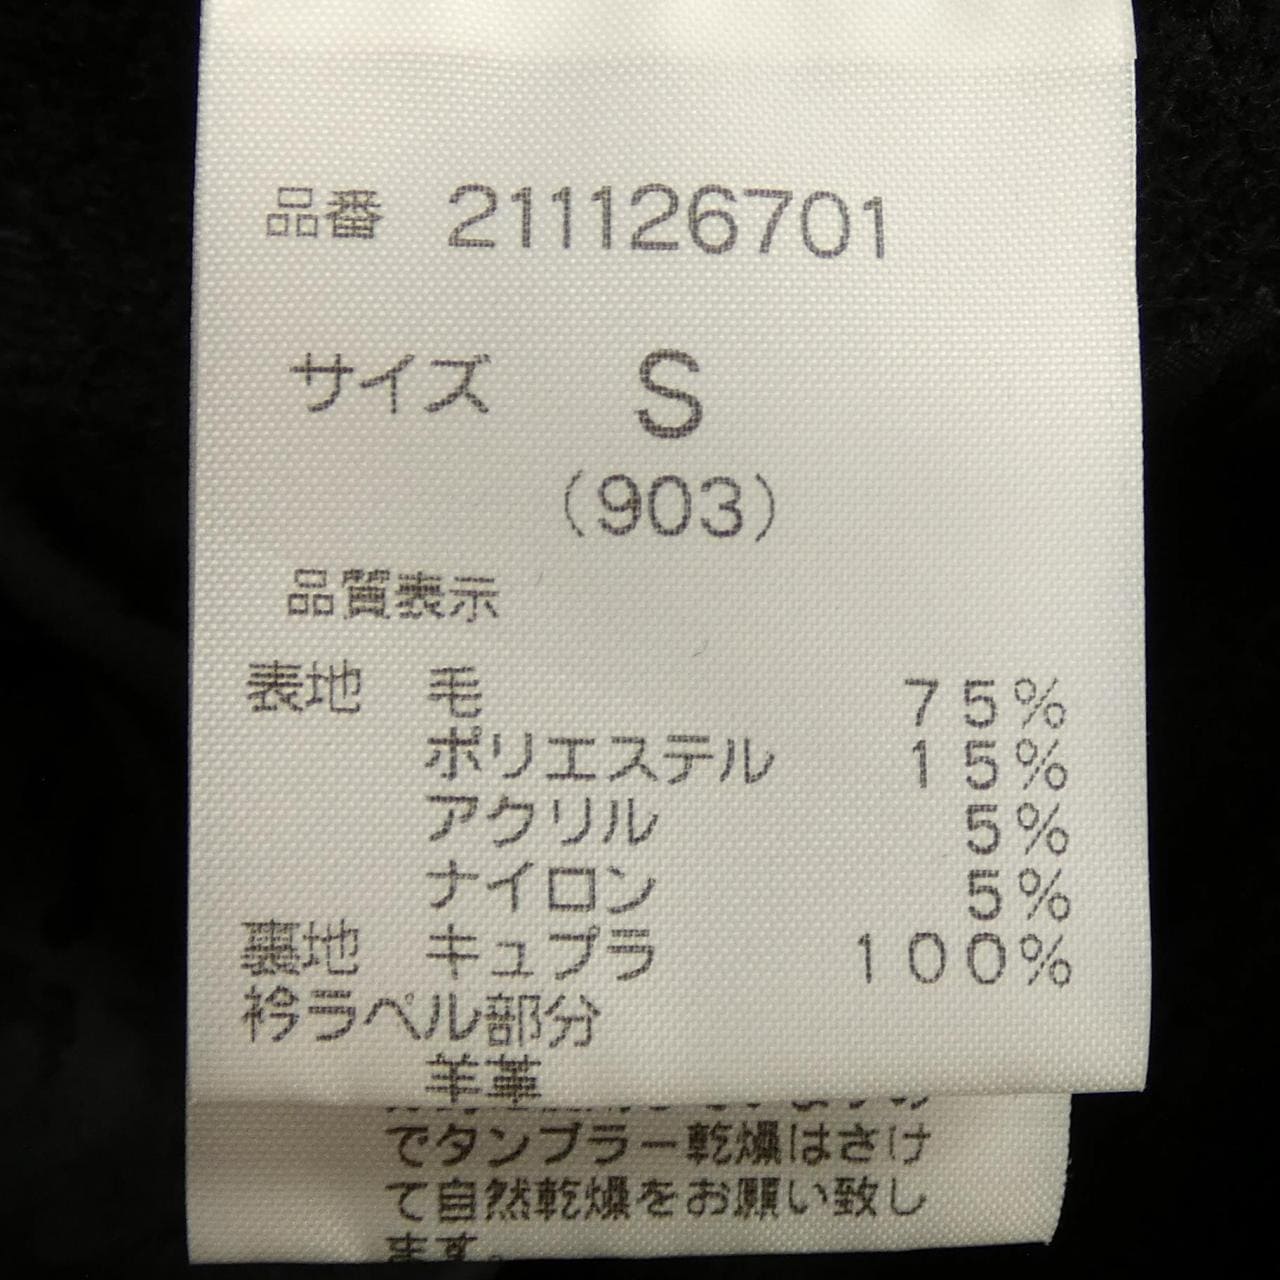 品番 211126701
サイズ S
(903)
品質表示
表地 毛 75%
ポリエステル 15%
アクリル 5%
ナイロン 5%
裏地 キュプラ 100%
衿ラペル部分
羊革
でタンブラー乾燥はさけ
て自然乾燥をお願い致し
ます。